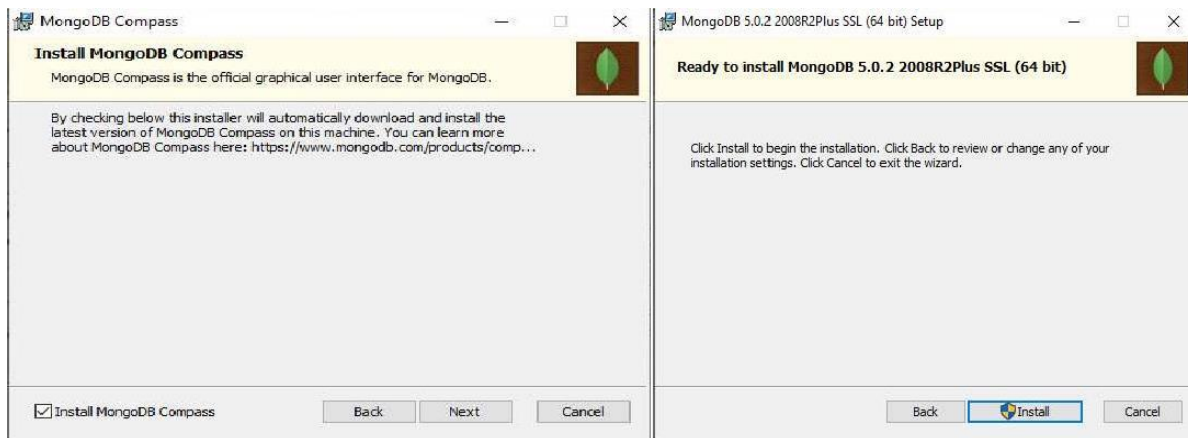 MongoDB Compass
Install MongoDB Compass
MongoDB Compass is the official graphical user interface for MongoDB.
By checking below this installer will automatically download and install the
latest version of MongoDB Compass on this machine. You can learn more
about MongoDB Compass here: https://www.mongodb.com/products/comp...
Install MongoDB Compass
Back
Next
Cancel
MongoDB 5.0.2 2008R2Plus SSL (64 bit) Setup
Ready to install MongoDB 5.0.2 2008R2Plus SSL (64 bit)
Click Install to begin the installation. Click Back to review or change any of your
installation settings. Click Cancel to exit the wizard.
Back
Install
Cancel